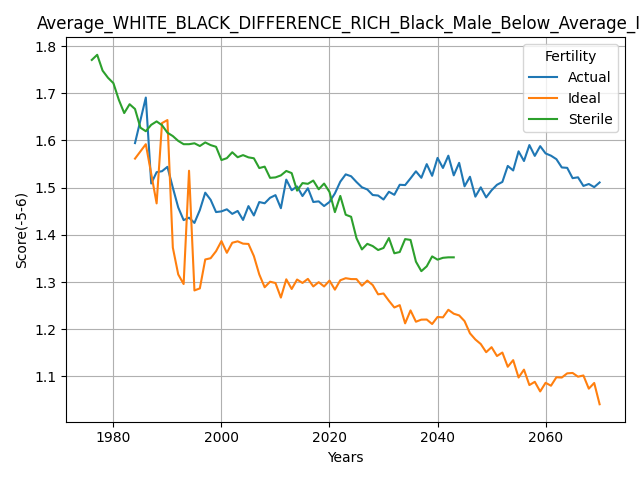 Average_WHITE_BLACK_DIFFERENCE_RICH_Black_Male_Below_Average_I
Fertility
Actual
Ideal
Sterile
Score(-5-6)
1.8
1.7
1.6
1.5
1.4
1.3
1.2
1.1
1980 2000 2020 2040 2060
Years